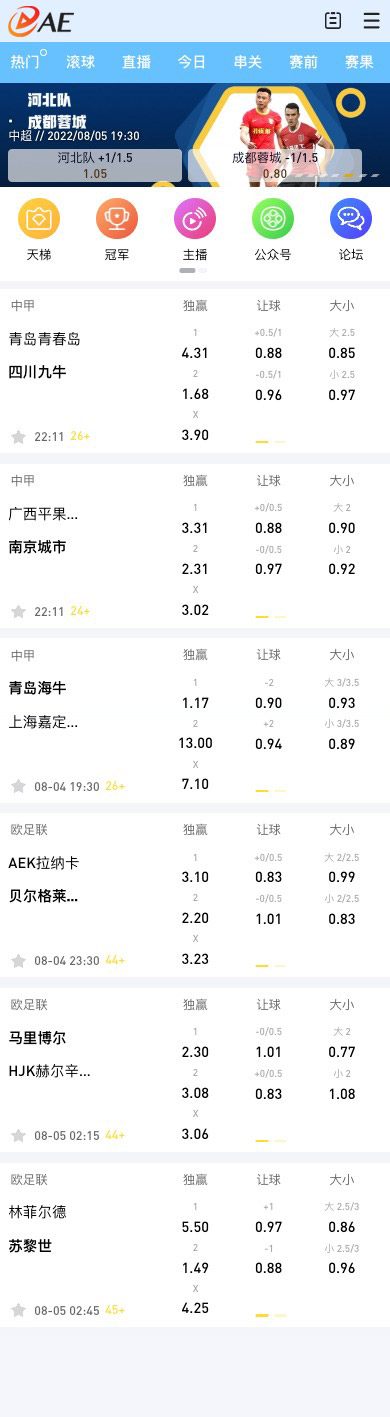 AE
热门 滚球 直播 今日 串关 赛前 赛果
河北队
成都蓉城
中超 // 2022/08/05 19:30
河北队 +1/1.5 成都蓉城 -1/1.5
1.05 0.80
天梯 冠军 主播 公众号 论坛
中甲 独赢 让球 大小
1 +0.5/1 大 2.5
青岛青春岛 4.31 0.88 0.85
四川九牛 2 -0.5/1 小 2.5
1.68 0.96 0.97
X
22:11 26+ 3.90
中甲 独赢 让球 大小
1 +0/0.5 大 2
广西平果... 3.31 0.88 0.90
南京城市 2 -0/0.5 小 2
2.31 0.97 0.92
X
22:11 24+ 3.02
中甲 独赢 让球 大小
1 -2 大 3/3.5
青岛海牛 1.17 0.90 0.93
上海嘉定... 2 +2 小 3/3.5
13.00 0.94 0.89
X
08-04 19:30 26+ 7.10
欧足联 独赢 让球 大小
1 +0/0.5 大 2/2.5
AEK拉纳卡 3.10 0.83 0.99
贝尔格莱... 2 -0/0.5 小 2/2.5
2.20 1.01 0.83
X
08-04 23:30 44+ 3.23
欧足联 独赢 让球 大小
1 -0/0.5 大 2
马里博尔 2.30 1.01 0.77
HJK赫尔辛... 2 +0/0.5 小 2
3.08 0.83 1.08
X
08-05 02:15 44+ 3.06
欧足联 独赢 让球 大小
1 +1 大 2.5/3
林菲尔德 5.50 0.97 0.86
苏黎世 2 -1 小 2.5/3
1.49 0.88 0.96
X
08-05 02:45 45+ 4.25